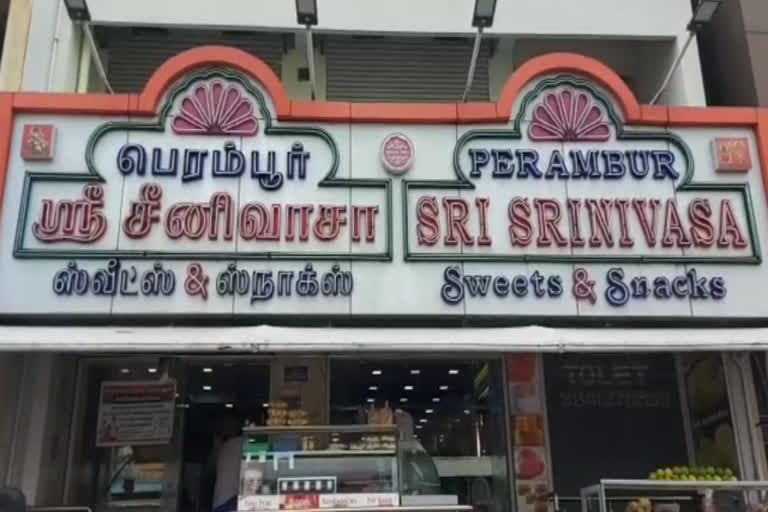 பெரம்பூர்
ஸ்ரீ சீனிவாசா
ஸ்வீட்ஸ் & ஸ்நாக்ஸ்
PERAMBUR
SRI SRINIVASA
Sweets & Snacks
TOLET